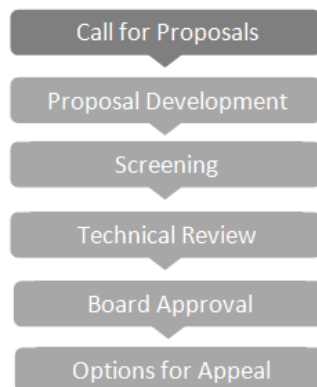 Call for Proposals
Proposal Development
Screening
Technical Review
Board Approval
Options for Appeal